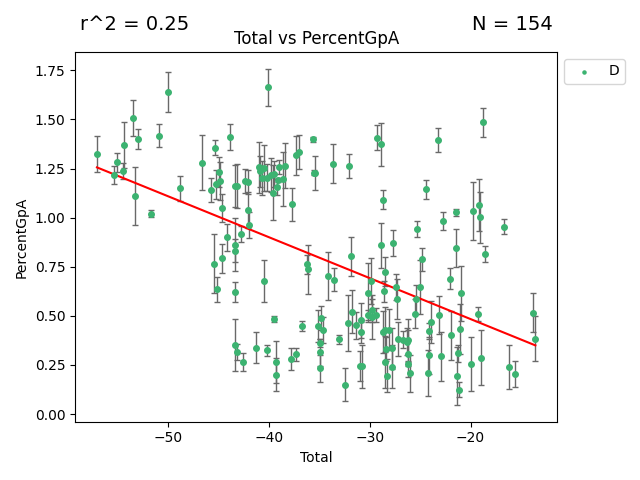 r^2 = 0.25 N = 154
Total vs PercentGpA
D
1.75
1.50
1.25
1.00
0.75
0.50
0.25
0.00
PercentGpA
−50 −40 −30 −20
Total